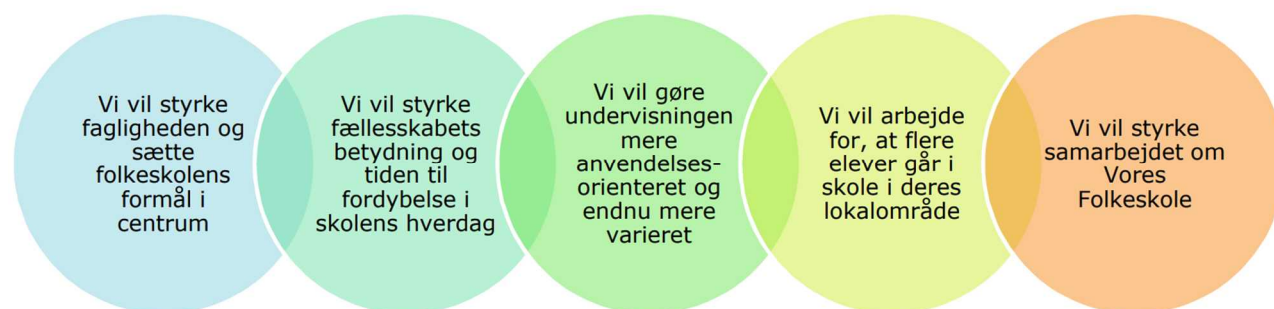 Vi vil styrke
fagligheden og
sætte
folkeskolens
formål i
centrum
Vi vil styrke
fællesskabets
betydning og
tiden til
fordybelse i
skolens hverdag
Vi vil gøre
undervisningen
mere
anvendelses-
orienteret og
endnu mere
varieret
Vi vil arbejde
for, at flere
elever går i
skole i deres
lokalområde
Vi vil styrke
samarbejdet om
Vores
Folkeskole